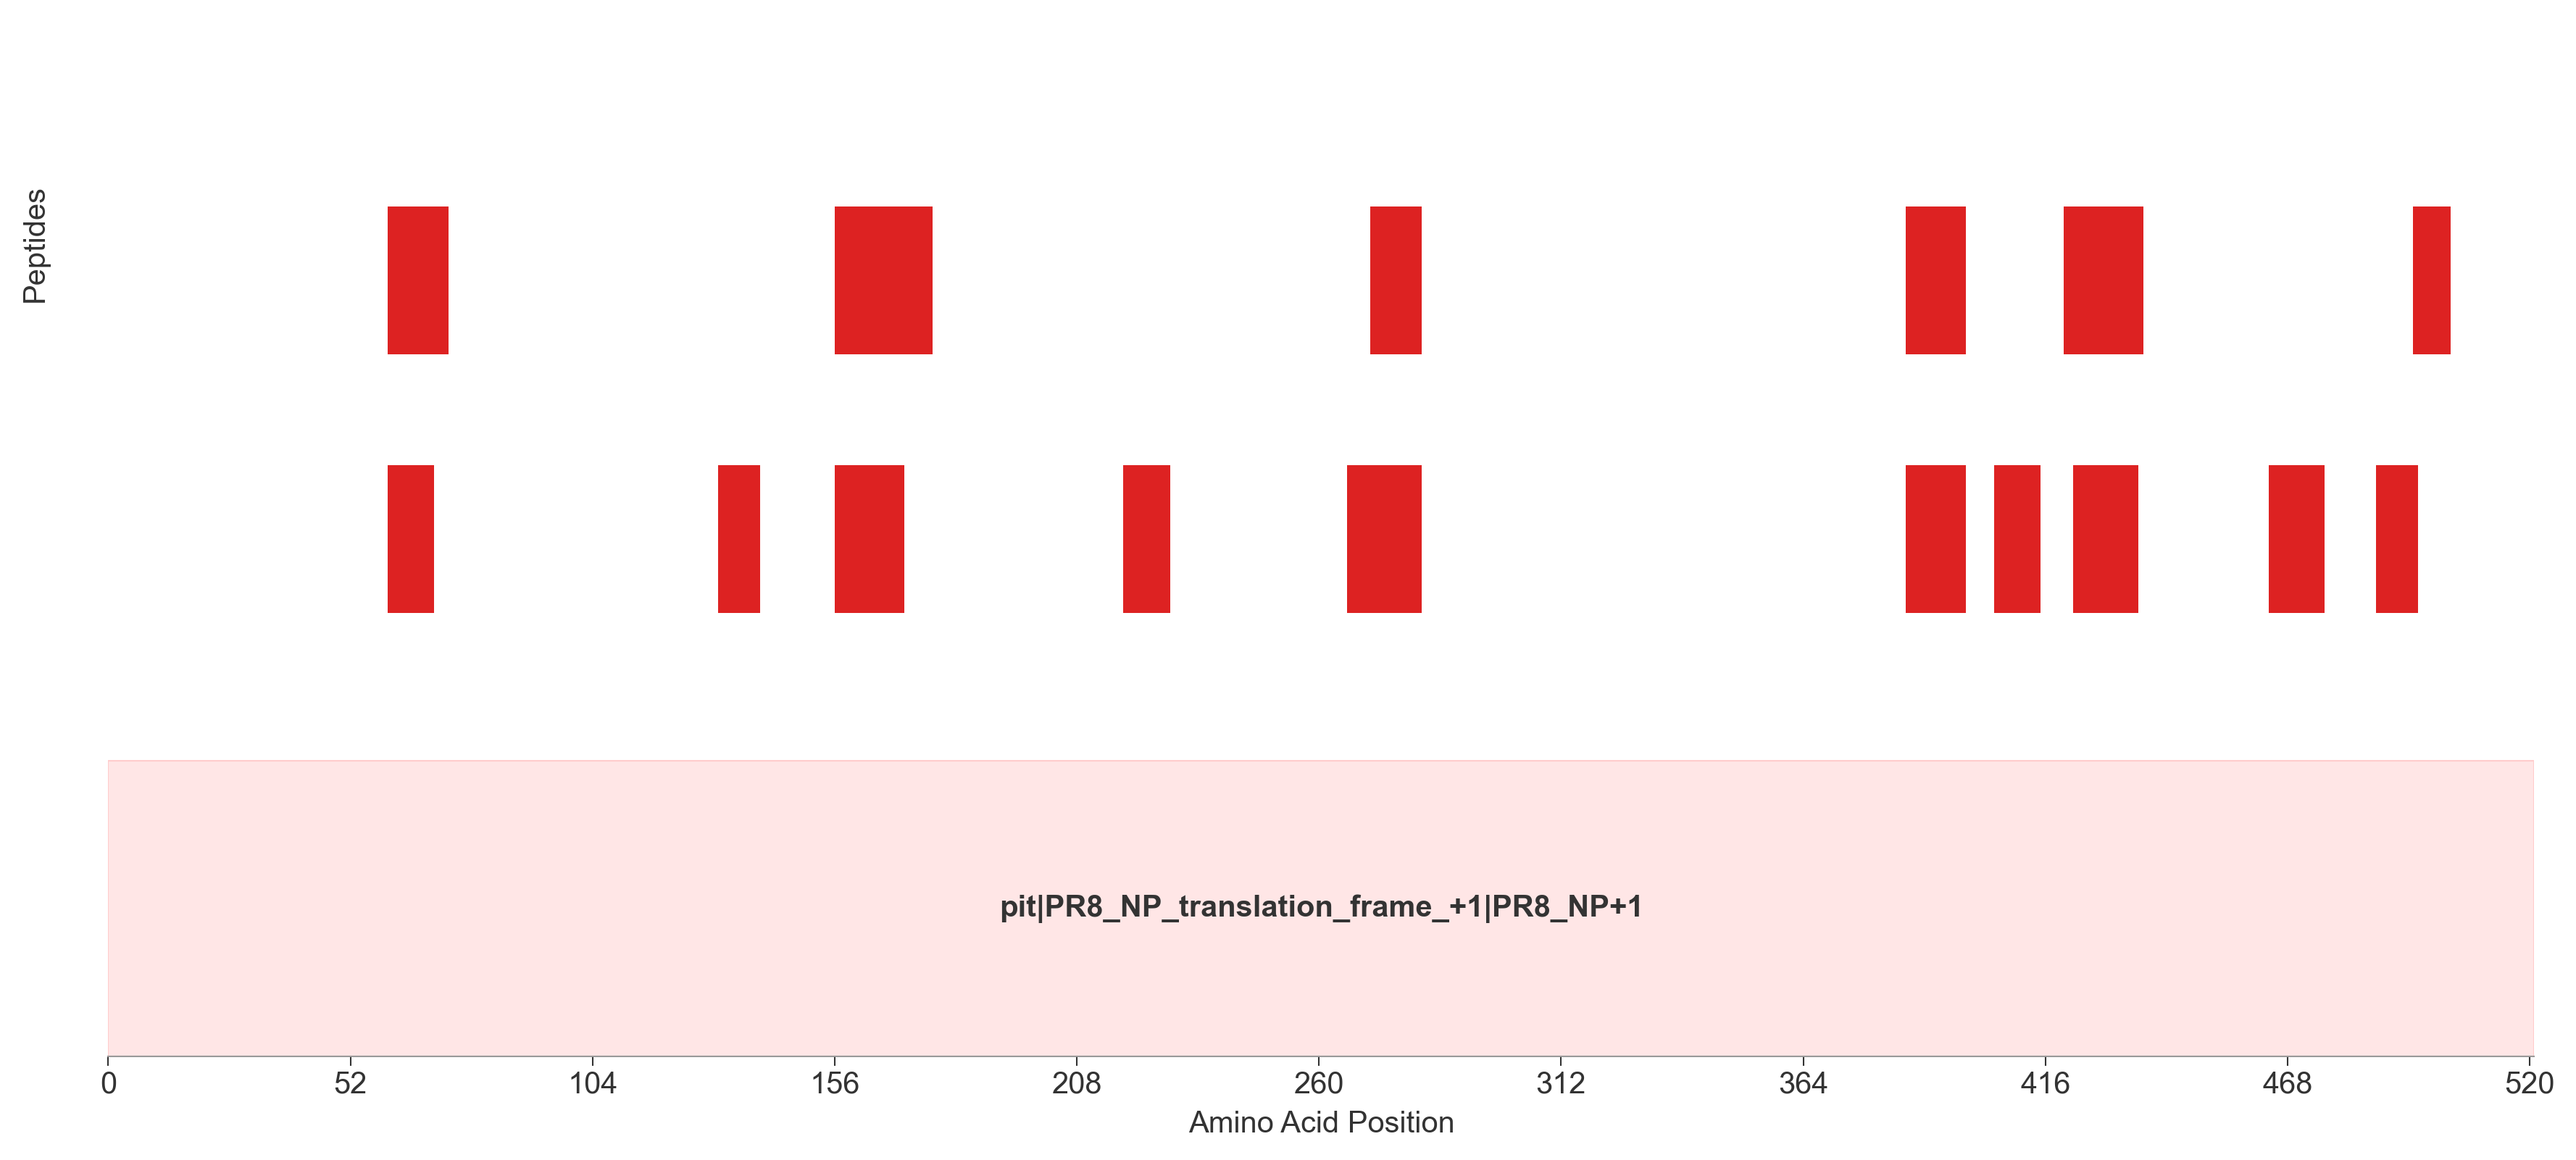 Peptides
pit|PR8_NP_translation_frame_+1|PR8_NP+1
0 52 104 156 208 260 312 364 416 468 520
Amino Acid Position